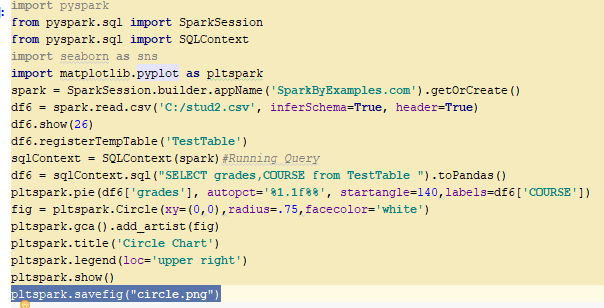 import pyspark
from pyspark.sql import SparkSession
from pyspark.sql import SQLContext
import seaborn as sns
import matplotlib.pyplot as pltspark
spark = SparkSession.builder.appName('SparkByExamples.com').getOrCreate()
df6 = spark.read.csv('C:/stud2.csv', inferSchema=True, header=True)
df6.show(26)
df6.registerTempTable('TestTable')
sqlContext = SQLContext(spark)#Running Query
df6 = sqlContext.sql("SELECT grades,COURSE from TestTable ").toPandas()
pltspark.pie(df6['grades'], autopct='%1.1f%%', startangle=140,labels=df6['COURSE'])
fig = pltspark.Circle(xy=(0,0),radius=.75,facecolor='white')
pltspark.gca().add_artist(fig)
pltspark.title('Circle Chart')
pltspark.legend(loc='upper right')
pltspark.show()
pltspark.savefig("circle.png")